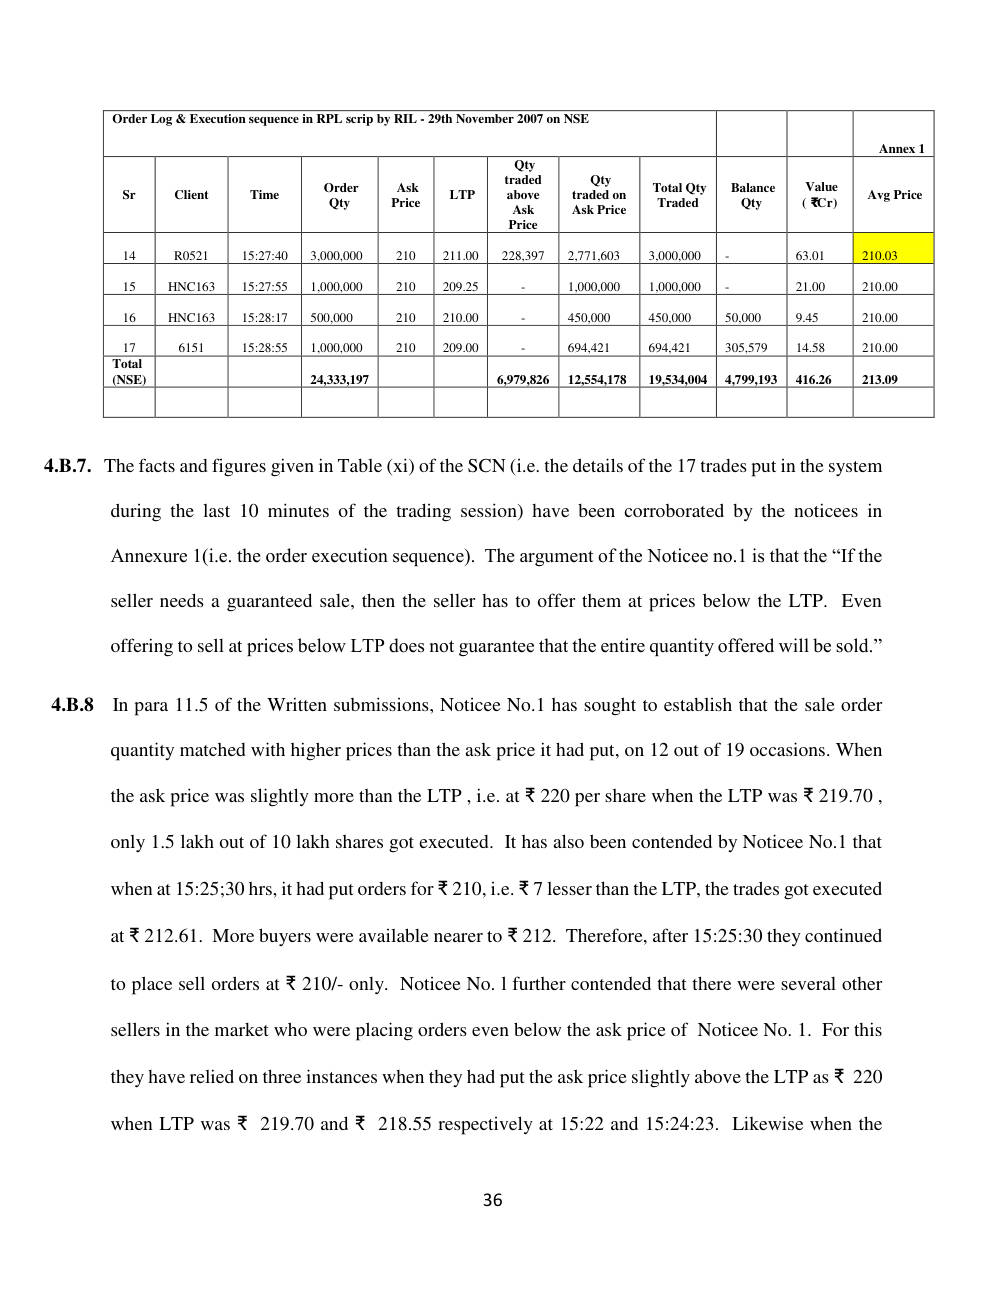 Order Log & Execution sequence in RPL scrip by RIL - 29th November 2007 on NSE
Annex 1
Sr Client Time Order Qty Ask Price LTP Qty traded above Ask Price Qty traded on Ask Price Total Qty Traded Balance Qty Value ( ₹Cr) Avg Price
14 R0521 15:27:40 3,000,000 210 211.00 228,397 2,771,603 3,000,000 - 63.01 210.03
15 HNC163 15:27:55 1,000,000 210 209.25 - 1,000,000 1,000,000 - 21.00 210.00
16 HNC163 15:28:17 500,000 210 210.00 - 450,000 450,000 50,000 9.45 210.00
17 6151 15:28:55 1,000,000 210 209.00 - 694,421 694,421 305,579 14.58 210.00
Total (NSE) 24,333,197 6,979,826 12,554,178 19,534,004 4,799,193 416.26 213.09
4.B.7. The facts and figures given in Table (xi) of the SCN (i.e. the details of the 17 trades put in the system
during the last 10 minutes of the trading session) have been corroborated by the noticees in
Annexure 1(i.e. the order execution sequence). The argument of the Noticee no.1 is that the “If the
seller needs a guaranteed sale, then the seller has to offer them at prices below the LTP. Even
offering to sell at prices below LTP does not guarantee that the entire quantity offered will be sold.”
4.B.8 In para 11.5 of the Written submissions, Noticee No.1 has sought to establish that the sale order
quantity matched with higher prices than the ask price it had put, on 12 out of 19 occasions. When
the ask price was slightly more than the LTP , i.e. at ₹ 220 per share when the LTP was ₹ 219.70 ,
only 1.5 lakh out of 10 lakh shares got executed. It has also been contended by Noticee No.1 that
when at 15:25;30 hrs, it had put orders for ₹ 210, i.e. ₹ 7 lesser than the LTP, the trades got executed
at ₹ 212.61. More buyers were available nearer to ₹ 212. Therefore, after 15:25:30 they continued
to place sell orders at ₹ 210/- only. Noticee No. l further contended that there were several other
sellers in the market who were placing orders even below the ask price of Noticee No. 1. For this
they have relied on three instances when they had put the ask price slightly above the LTP as ₹ 220
when LTP was ₹ 219.70 and ₹ 218.55 respectively at 15:22 and 15:24:23. Likewise when the
36